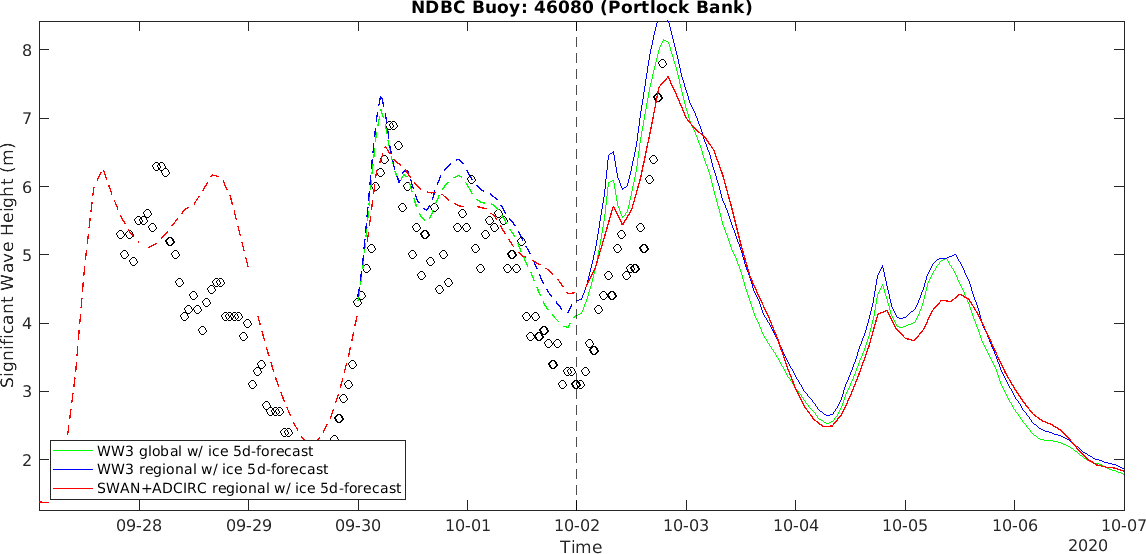 NDBC Buoy: 46080 (Portlock Bank)
Significant Wave Height (m)
8
7
6
5
4
3
2
WW3 global w/ ice 5d-forecast
WW3 regional w/ ice 5d-forecast
SWAN+ADCIRC regional w/ ice 5d-forecast
09-28 09-29 09-30 10-01 10-02 10-03 10-04 10-05 10-06 10-07
Time
2020